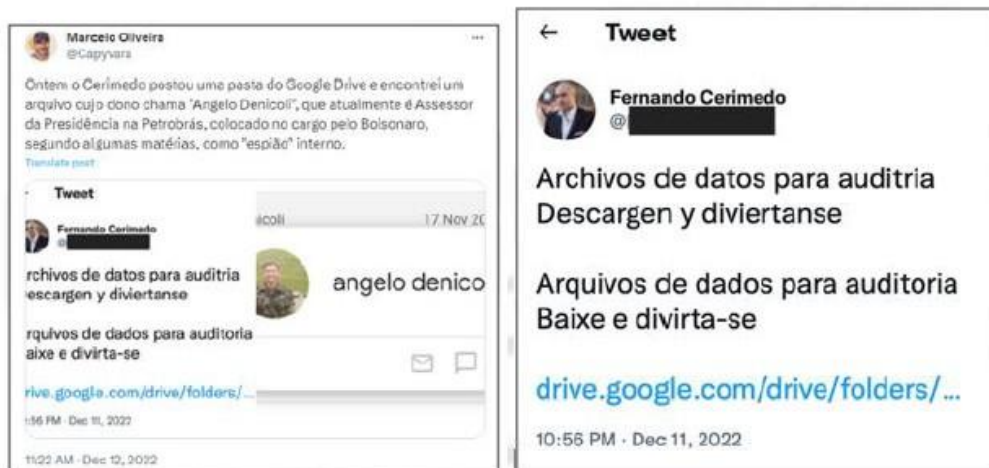 Marcelo Oliveira
@Capyvara
Ontem o Cerimedo postou uma pasta do Google Drive e encontrei um
arquivo cujo dono chama "Angelo Denicoli", que atualmente é Assessor
da Presidência na Petrobrás, colocado no cargo pelo Bolsonaro,
segundo algumas matérias, como "espião" interno.
Translate post
Tweet
Fernando Cerimedo
@
rchivos de datos para auditria
escargen y diviertanse
rquivos de dados para auditoria
aixe e divirta-se
rive.google.com/drive/folders/...
:56 PM · Dec 11, 2022
icoli
17 Nov 20
angelo denico
11:22 AM · Dec 12, 2022
← Tweet
Fernando Cerimedo
@
Archivos de datos para auditria
Descargen y diviertanse
Arquivos de dados para auditoria
Baixe e divirta-se
drive.google.com/drive/folders/...
10:56 PM · Dec 11, 2022